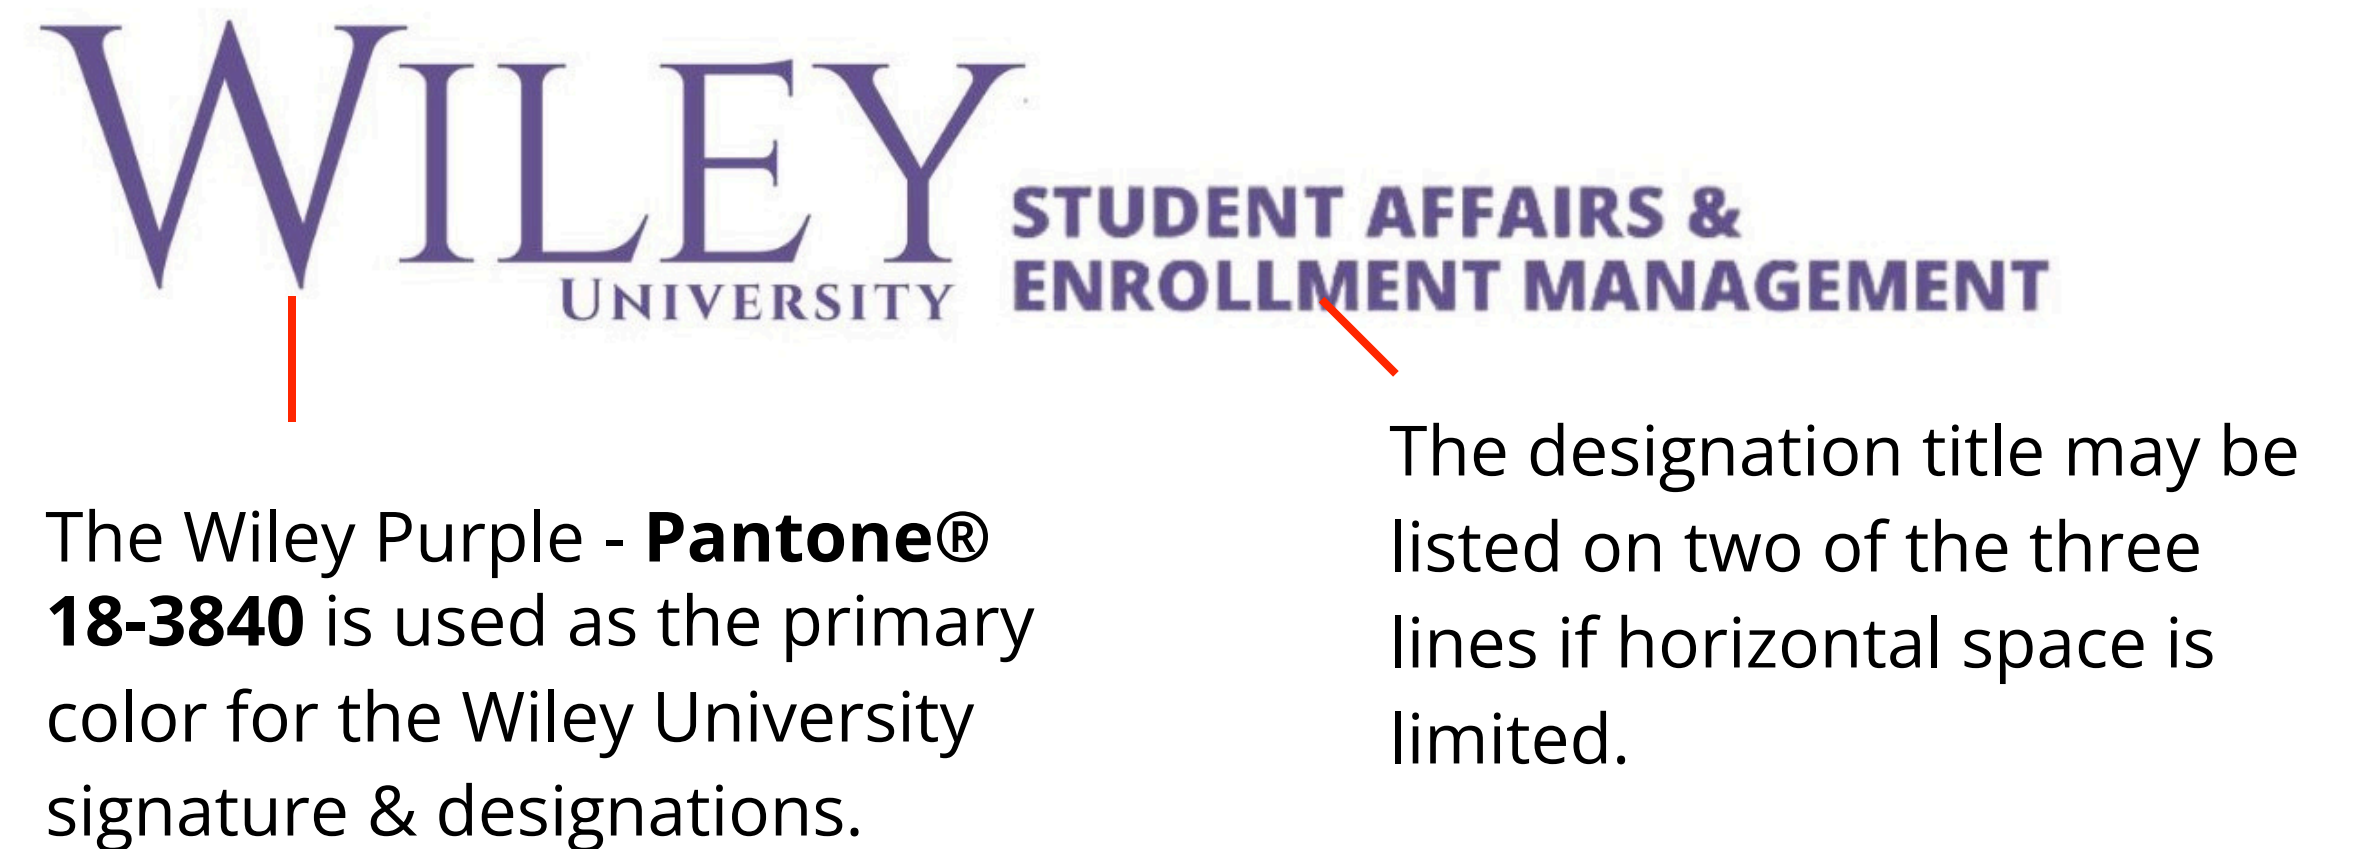 WILEY
UNIVERSITY
STUDENT AFFAIRS &
ENROLLMENT MANAGEMENT
The Wiley Purple - Pantone®
18-3840 is used as the primary
color for the Wiley University
signature & designations.
The designation title may be
listed on two of the three
lines if horizontal space is
limited.